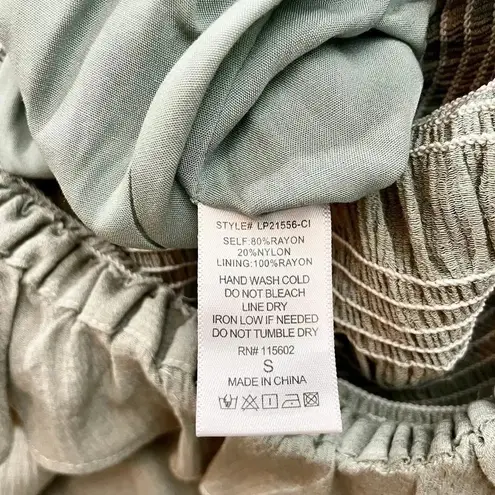 STYLE# LP21556-CI
SELF:80%RAYON
20%NYLON
LINING:100%RAYON
HAND WASH COLD
DO NOT BLEACH
LINE DRY
IRON LOW IF NEEDED
DO NOT TUMBLE DRY
RN# 115602
S
MADE IN CHINA